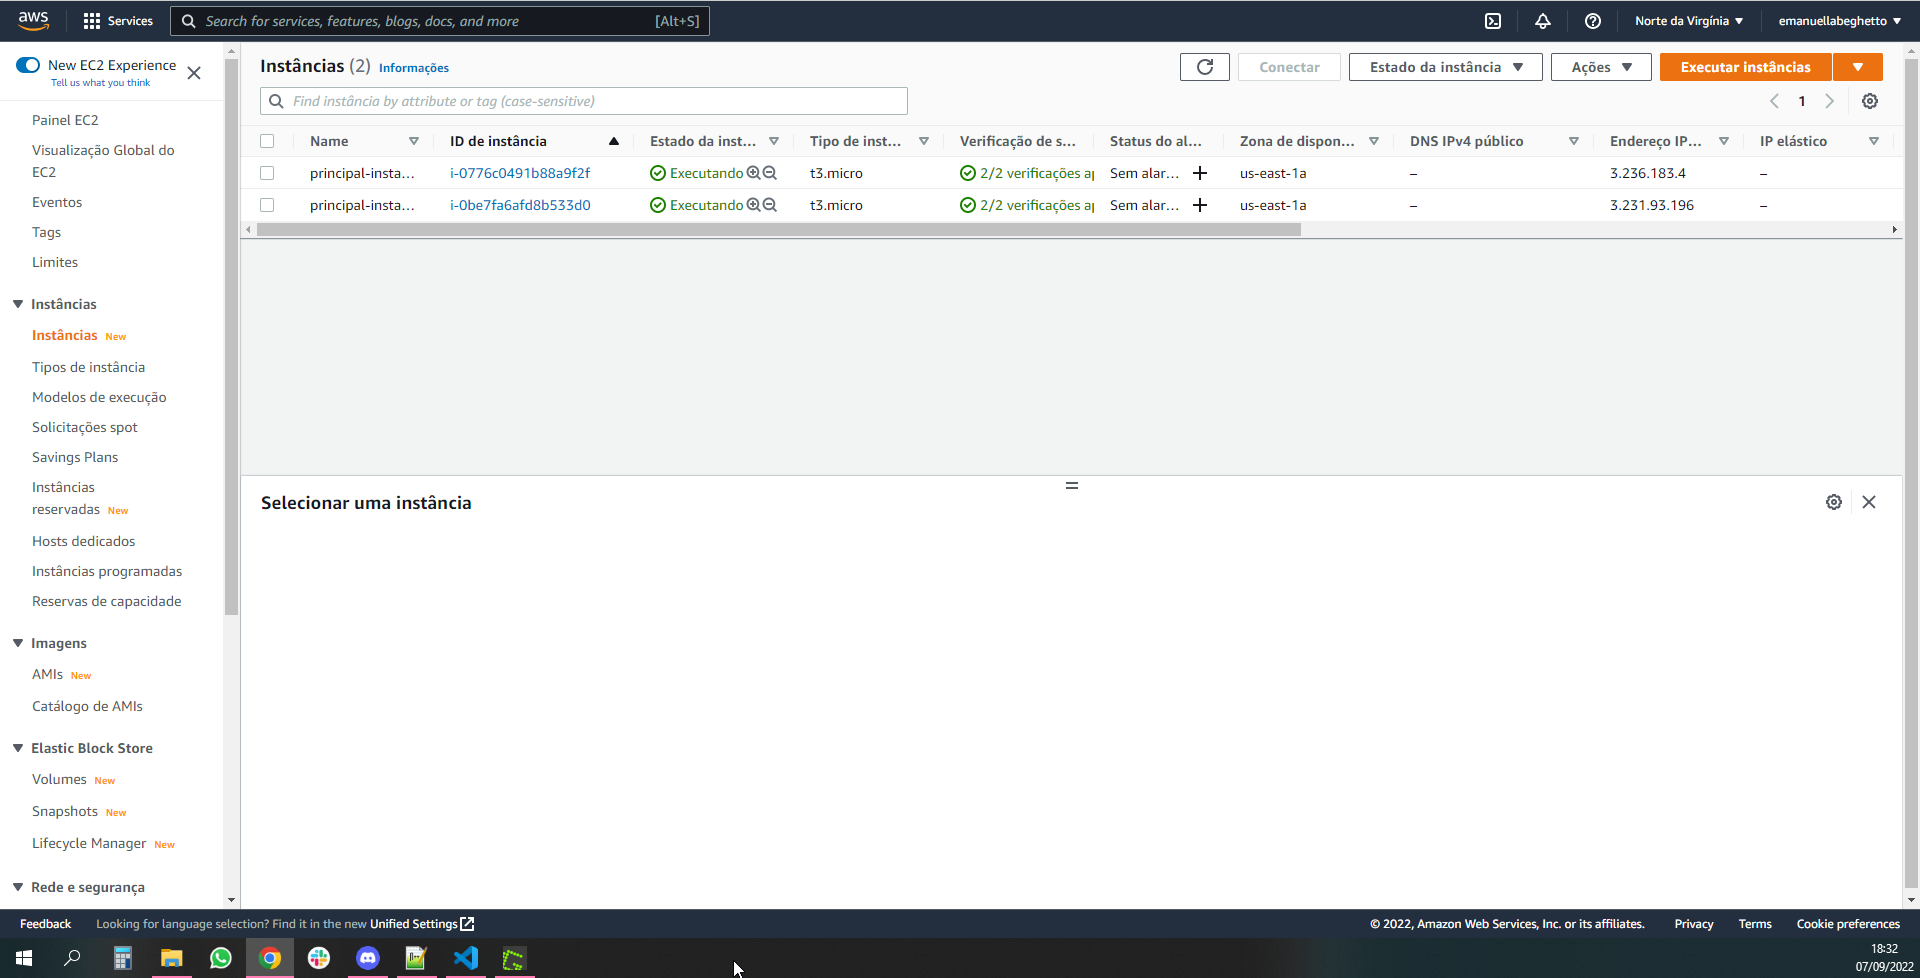 aws
Services
Search for services, features, blogs, docs, and more
[Alt+S]
Norte da Virgínia
emanuellabeghetto
New EC2 Experience
Tell us what you think
Painel EC2
Visualização Global do
EC2
Eventos
Tags
Limites
Instâncias
Instâncias New
Tipos de instância
Modelos de execução
Solicitações spot
Savings Plans
Instâncias
reservadas New
Hosts dedicados
Instâncias programadas
Reservas de capacidade
Imagens
AMIs New
Catálogo de AMIs
Elastic Block Store
Volumes New
Snapshots New
Lifecycle Manager New
Rede e segurança
Instâncias (2) Informações
Conectar
Estado da instância
Ações
Executar instâncias
Find instância by attribute or tag (case-sensitive)
1
Name ID de instância Estado da inst... Tipo de inst... Verificação de s... Status do al... Zona de dispon... DNS IPv4 público Endereço IP... IP elástico
principal-insta... i-0776c0491b88a9f2f Executando t3.micro 2/2 verificações ap Sem alar... us-east-1a – 3.236.183.4 –
principal-insta... i-0be7fa6afd8b533d0 Executando t3.micro 2/2 verificações ap Sem alar... us-east-1a – 3.231.93.196 –
Selecionar uma instância
Feedback
Looking for language selection? Find it in the new Unified Settings
© 2022, Amazon Web Services, Inc. or its affiliates.
Privacy
Terms
Cookie preferences
18:32
07/09/2022